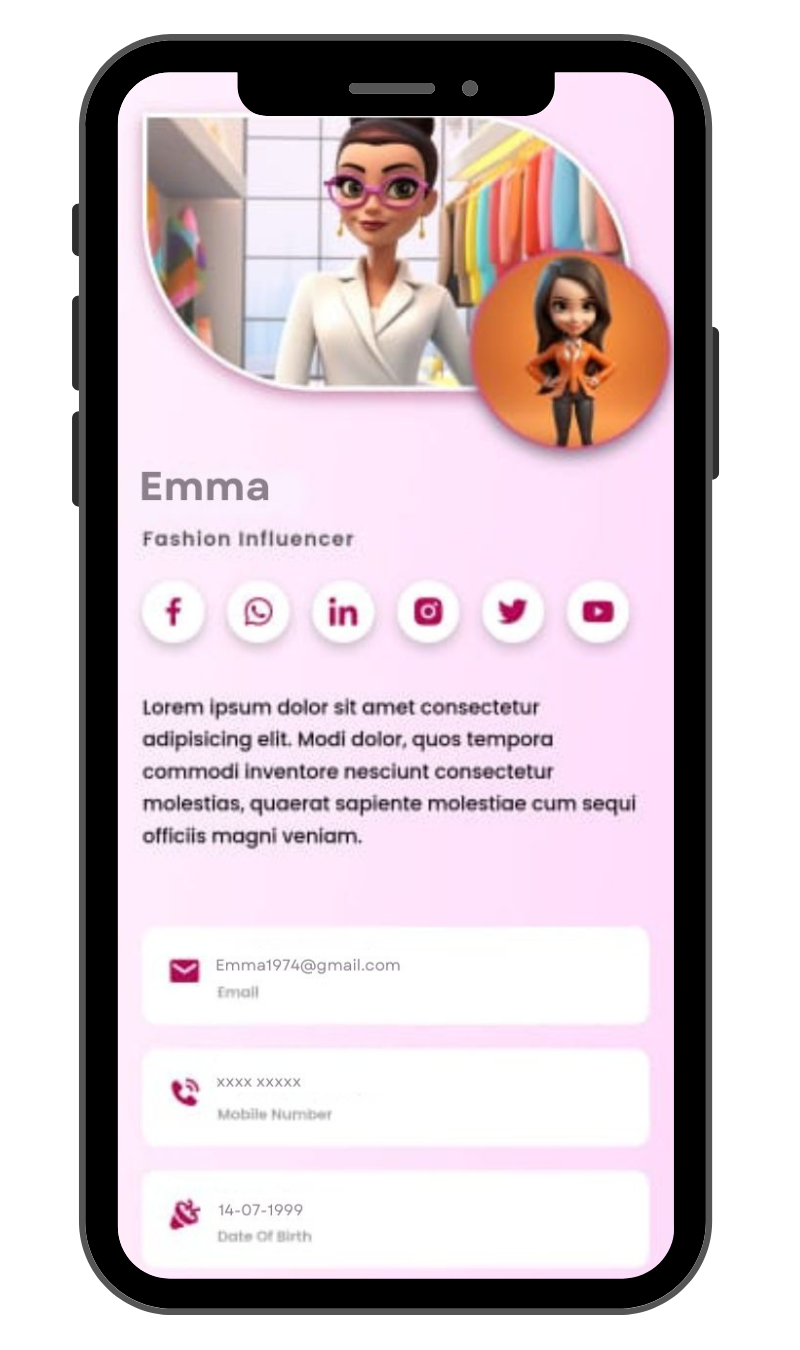 Emma
Fashion Influencer
Lorem ipsum dolor sit amet consectetur
adipisicing elit. Modi dolor, quos tempora
commodi inventore nesciunt consectetur
molestias, quaerat sapiente molestiae cum sequi
officiis magni veniam.
Emma1974@gmail.com
Email
xxxx xxxxx
Mobile Number
14-07-1999
Date Of Birth